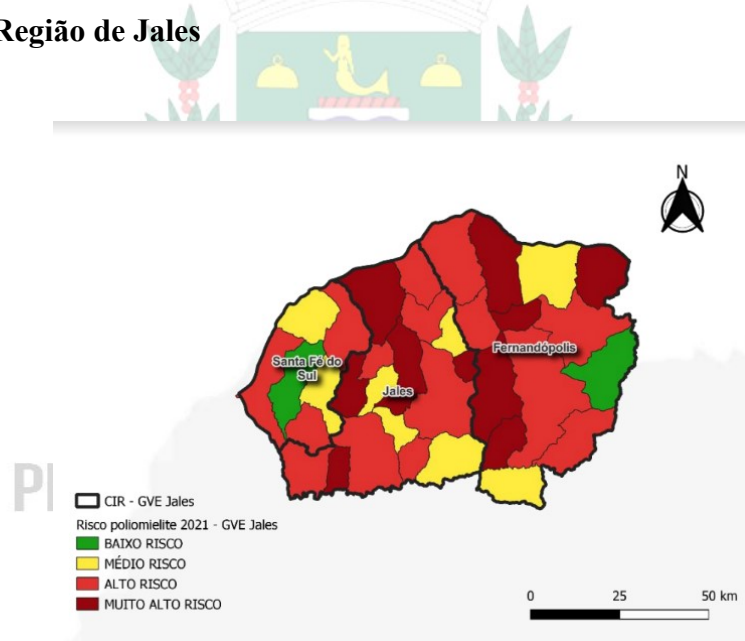 Região de Jales
N
Santa Fé do
Sul
Jales
Fernandópolis
CIR - GVE Jales
Risco poliomielite 2021 - GVE Jales
BAIXO RISCO
MÉDIO RISCO
ALTO RISCO
MUITO ALTO RISCO
0 25 50 km